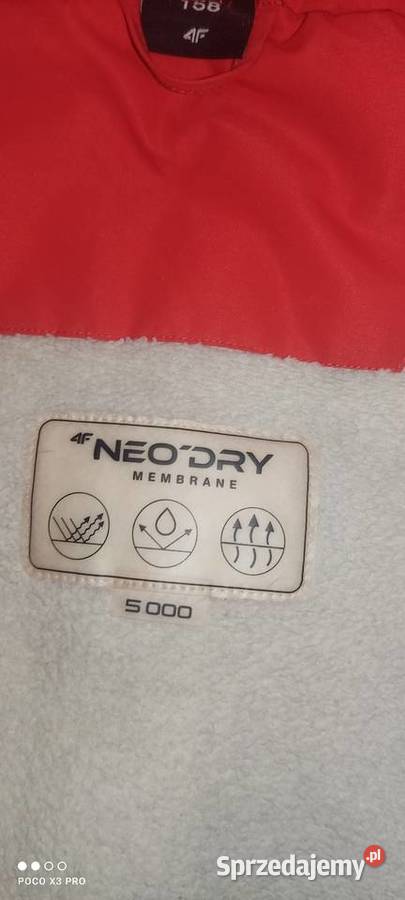 158
4F
4F NEO'DRY
MEMBRANE
5 000
POCO X3 PRO
Sprzedajemy.pl